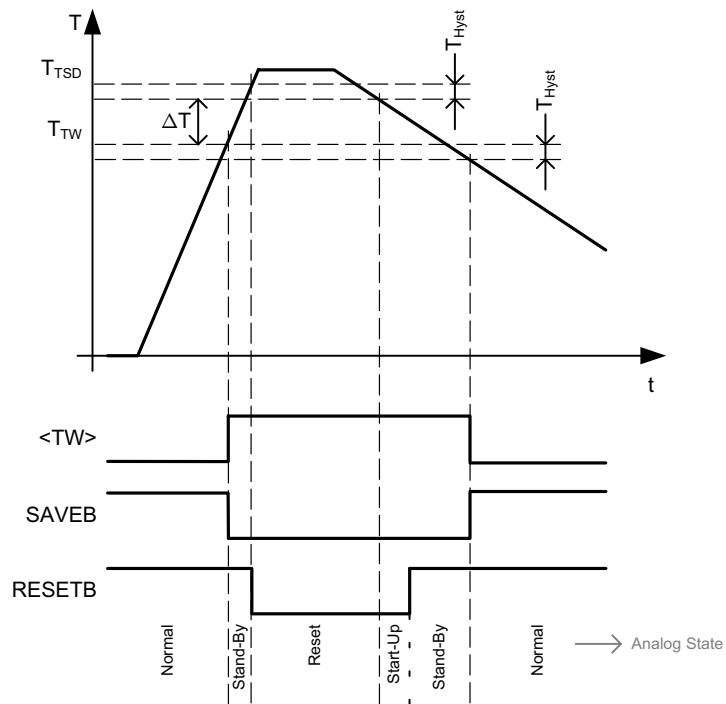 T
T_Hyst
T_TSD
T_Hyst
ΔT
T_TW
t
<TW>
SAVEB
RESETB
Normal
Stand-By
Reset
Start-Up
Stand-By
Normal
Analog State